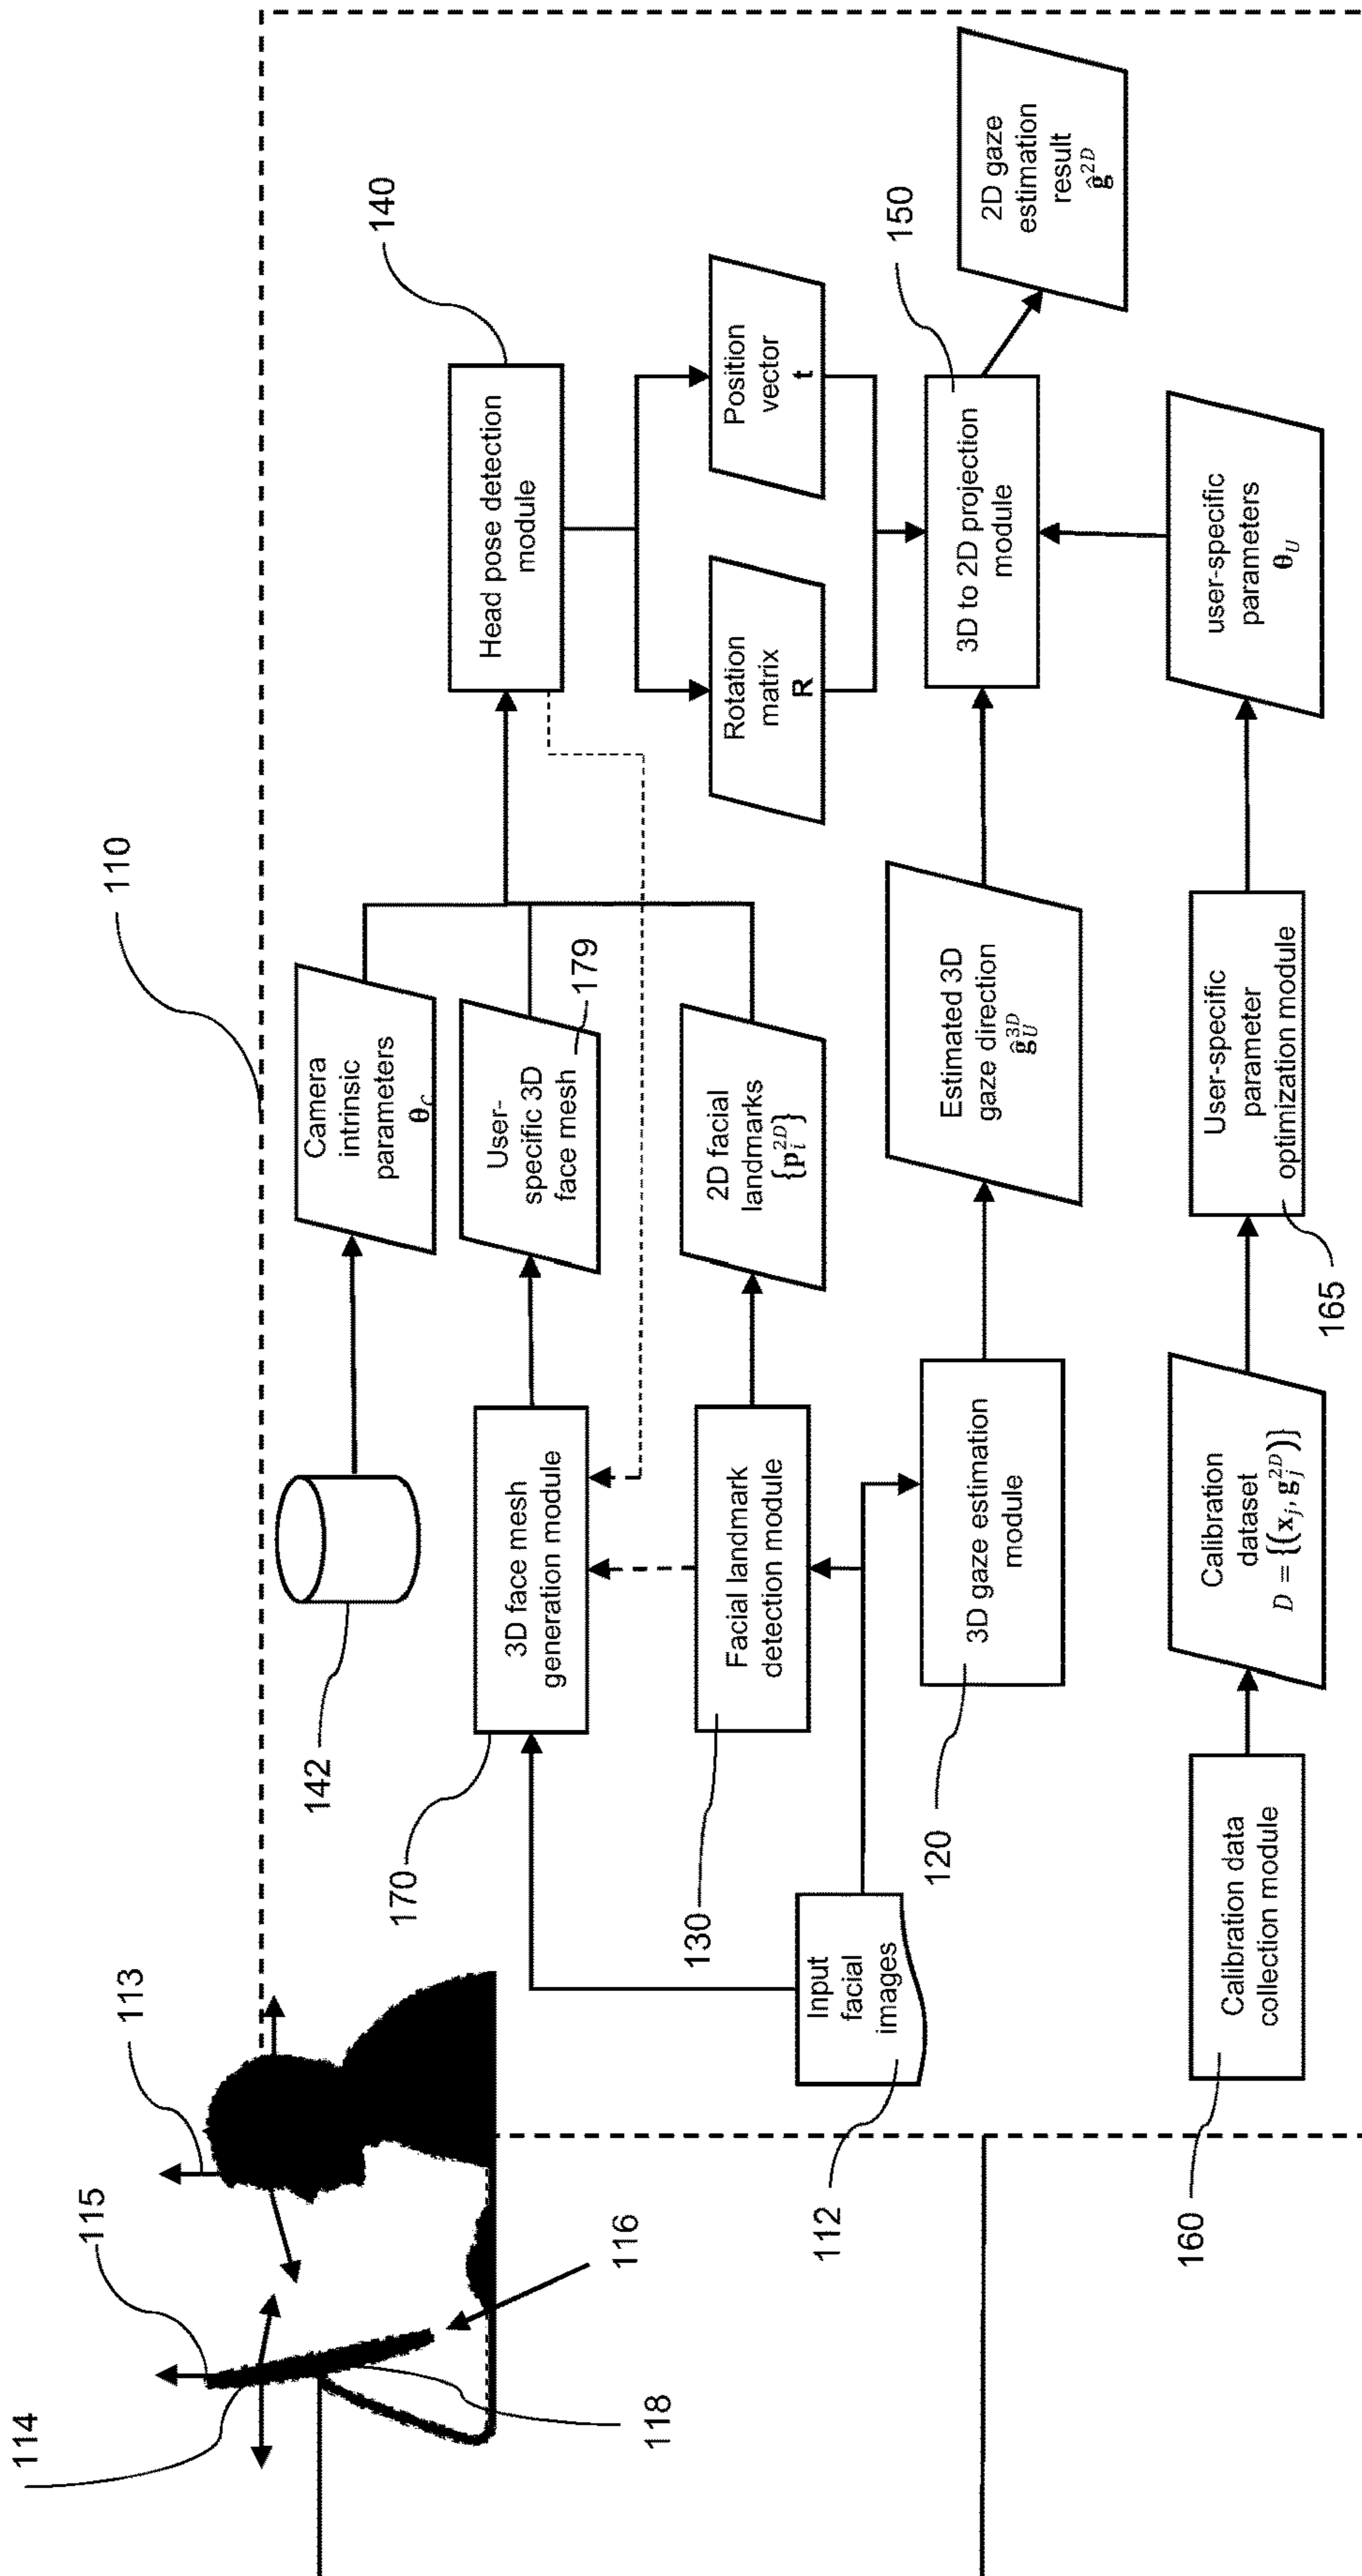 110
114
115
113
116
118
142
Camera
intrinsic
parameters
θ_c
170
3D face mesh
generation module
User-
specific 3D
face mesh
179
140
Head pose detection
module
130
Facial landmark
detection module
2D facial
landmarks
{p_i^{2D}}
Rotation
matrix
R
Position
vector
t
112
Input
facial
images
120
3D gaze estimation
module
Estimated 3D
gaze direction
ĝ_U^{3D}
150
3D to 2D projection
module
2D gaze
estimation
result
ĝ^{2D}
160
Calibration data
collection module
Calibration
dataset
D = {(x_j, g_j^{2D})}
165
User-specific
parameter
optimization module
user-specific
parameters
θ_U